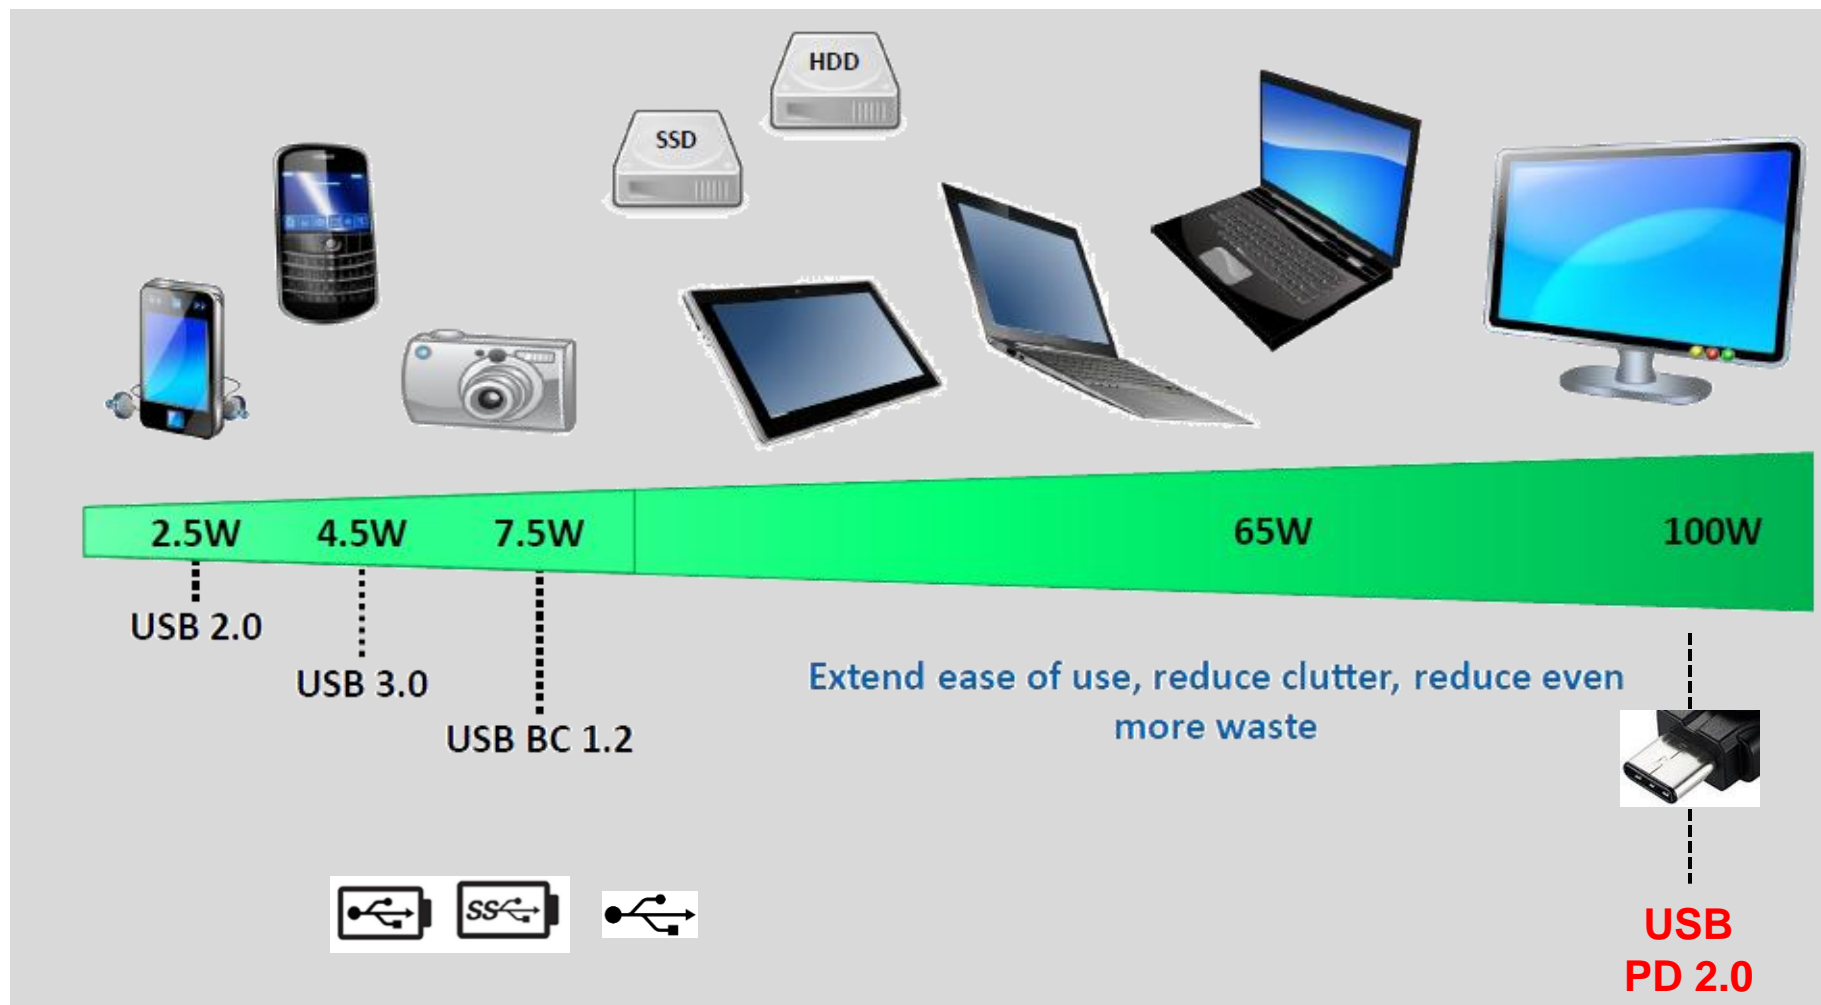 HDD
SSD
2.5W 4.5W 7.5W 65W 100W
USB 2.0
USB 3.0
USB BC 1.2
Extend ease of use, reduce clutter, reduce even
more waste
SS
USB
PD 2.0